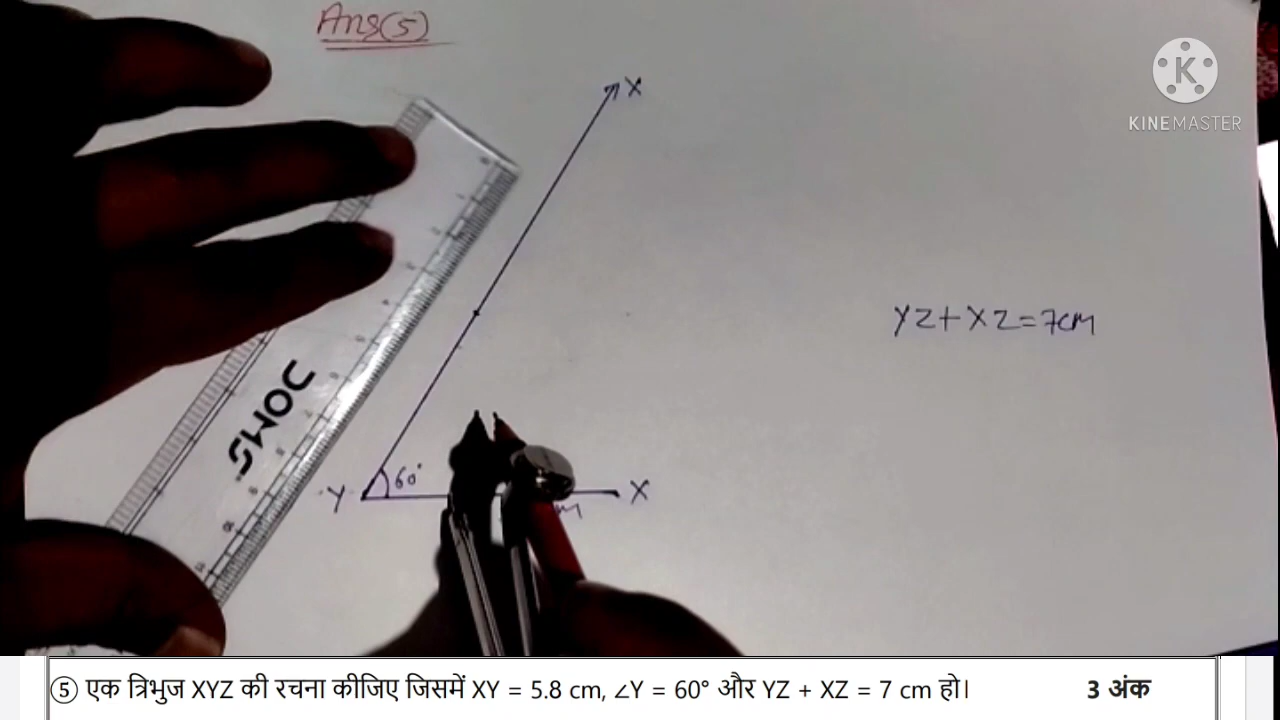 Ans(5)
X
KINEMASTER
YZ+XZ=7cm
SMOC
60°
Y
X
⑤ एक त्रिभुज XYZ की रचना कीजिए जिसमें XY = 5.8 cm, ∠Y = 60° और YZ + XZ = 7 cm हो।
3 अंक